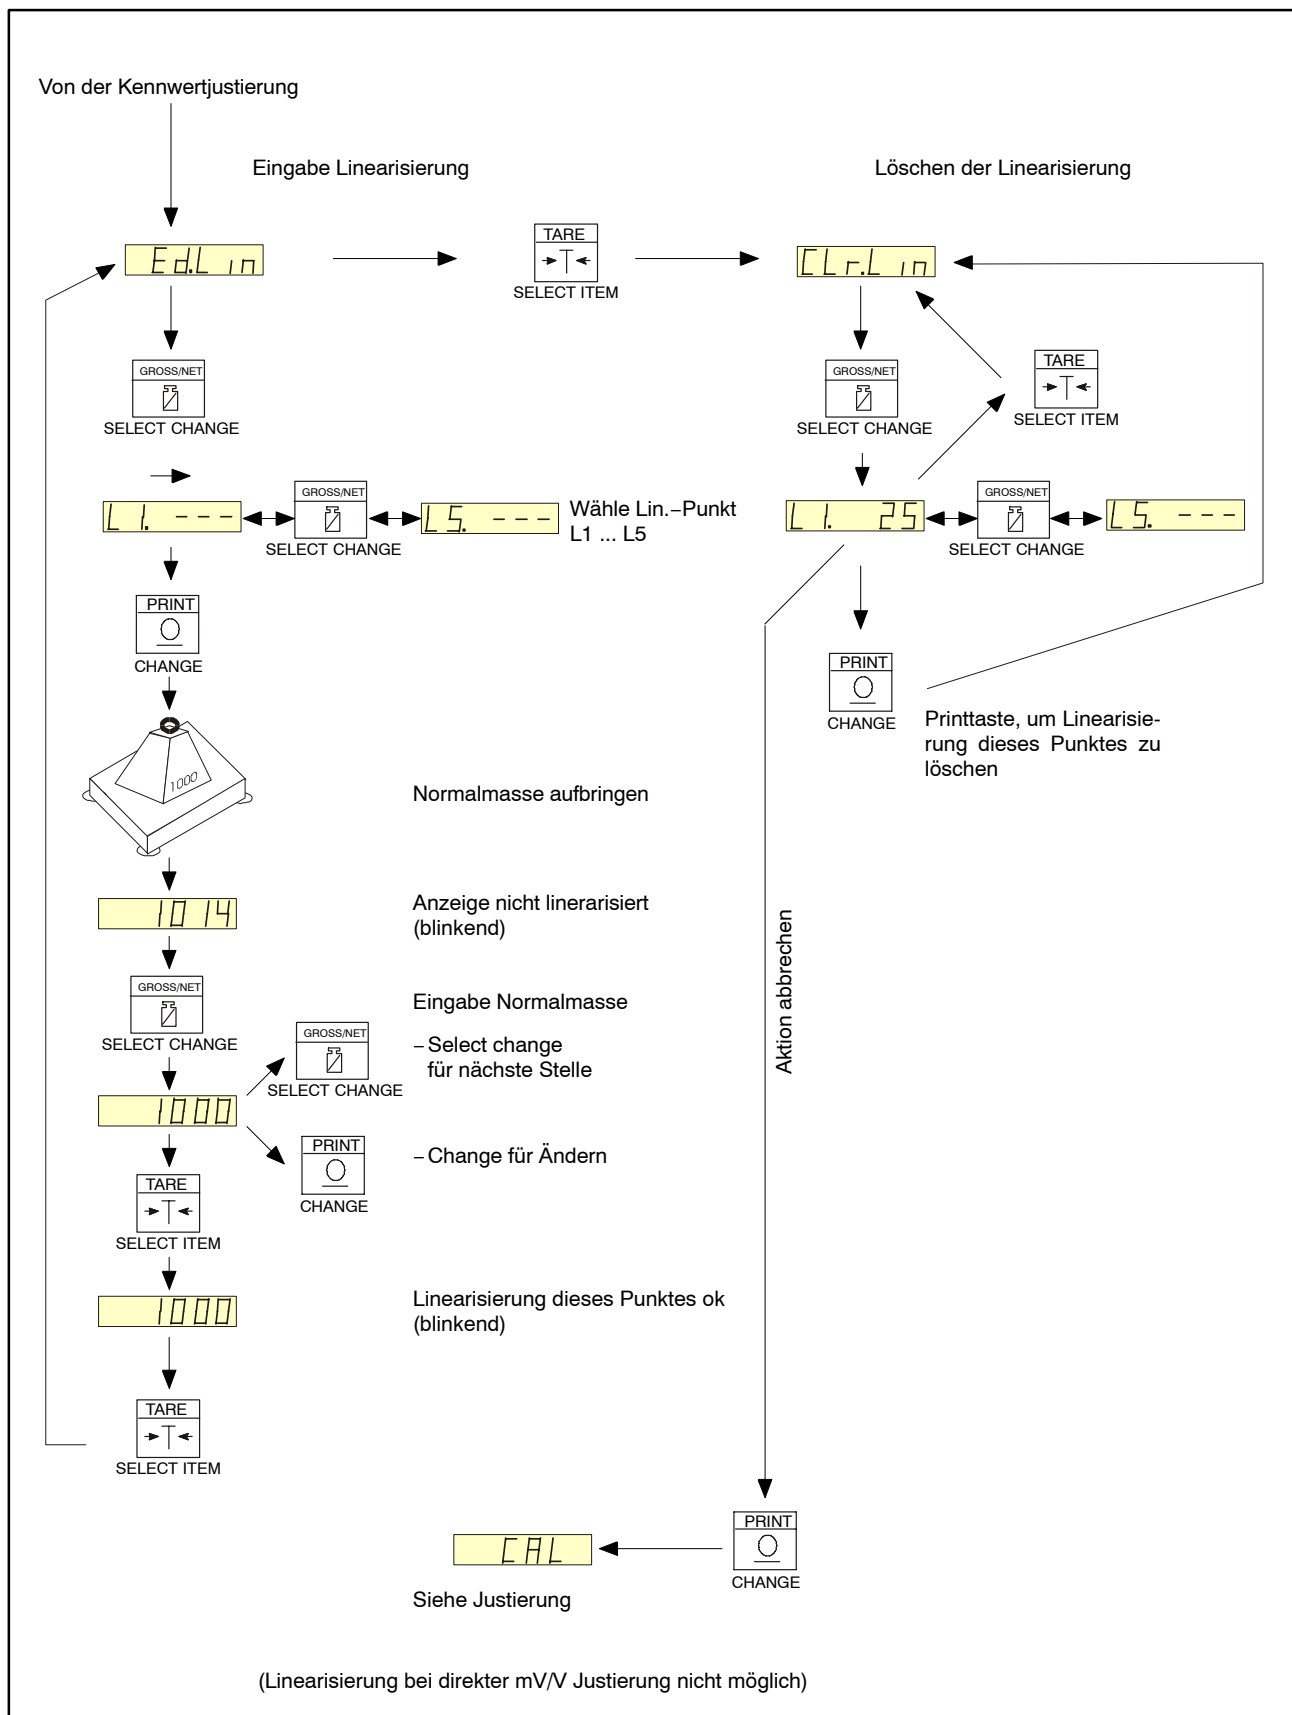 Von der Kennwertjustierung
Eingabe Linearisierung
Löschen der Linearisierung
Ed.Lin
TARE
SELECT ITEM
CLr.Lin
GROSS/NET
SELECT CHANGE
GROSS/NET
SELECT CHANGE
TARE
SELECT ITEM
L1. ---
GROSS/NET
SELECT CHANGE
L5. ---
Wähle Lin.–Punkt
L1 ... L5
L1. 25
GROSS/NET
SELECT CHANGE
L5. ---
PRINT
CHANGE
PRINT
CHANGE
Printtaste, um Linearisie-
rung dieses Punktes zu
löschen
1000
Normalmasse aufbringen
1014
Anzeige nicht linerarisiert
(blinkend)
Aktion abbrechen
GROSS/NET
SELECT CHANGE
Eingabe Normalmasse
GROSS/NET
SELECT CHANGE
– Select change
für nächste Stelle
1000
PRINT
CHANGE
– Change für Ändern
TARE
SELECT ITEM
1000
Linearisierung dieses Punktes ok
(blinkend)
TARE
SELECT ITEM
CAL
PRINT
CHANGE
Siehe Justierung
(Linearisierung bei direkter mV/V Justierung nicht möglich)